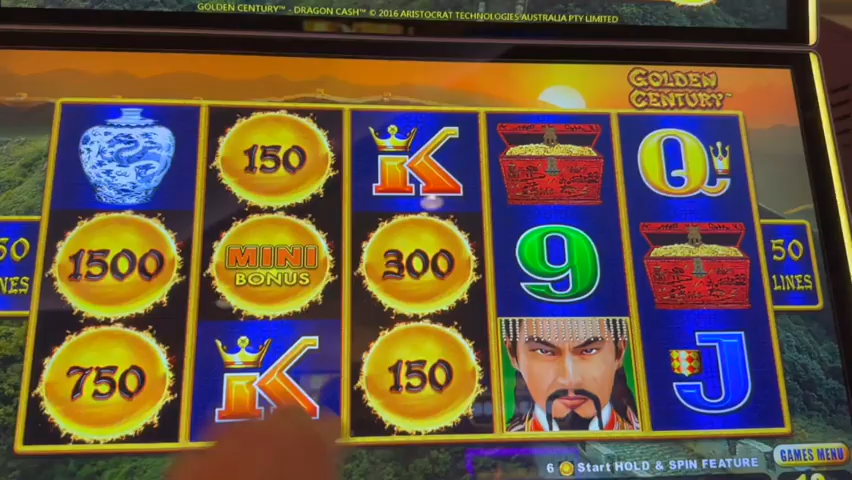 GOLDEN CENTURY™ - DRAGON CASH™ © 2016 ARISTOCRAT TECHNOLOGIES AUSTRALIA PTY LIMITED
GOLDEN
CENTURY™
150
K
Q
50
LINES
1500
MINI
BONUS
300
9
50
LINES
750
K
150
J
6 Start HOLD & SPIN FEATURE
GAMES MENU